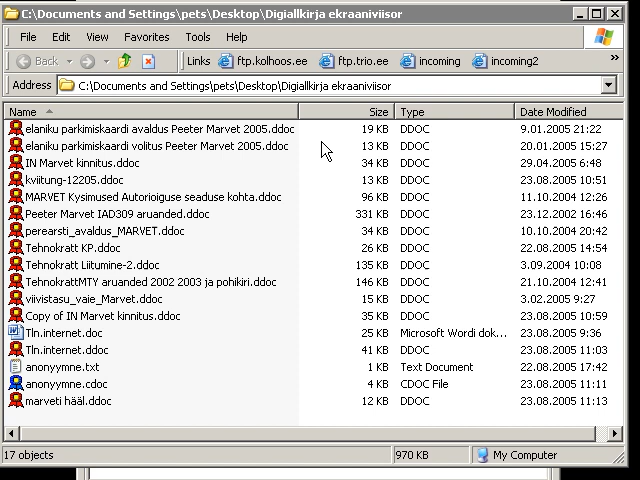 C:\Documents and Settings\pets\Desktop\Digiallkirja ekraaniviisor
File Edit View Favorites Tools Help
Back Links ftp.kolhoos.ee ftp.trio.ee incoming incoming2 »
Address C:\Documents and Settings\pets\Desktop\Digiallkirja ekraaniviisor
Name Size Type Date Modified
elaniku parkimiskaardi avaldus Peeter Marvet 2005.ddoc 19 KB DDOC 9.01.2005 21:22
elaniku parkimiskaardi volitus Peeter Marvet 2005.ddoc 13 KB DDOC 20.01.2005 15:27
IN Marvet kinnitus.ddoc 34 KB DDOC 29.04.2005 6:48
kviitung-12205.ddoc 13 KB DDOC 23.08.2005 10:51
MARVET Kysimused Autorioiguse seaduse kohta.ddoc 96 KB DDOC 11.10.2004 12:26
Peeter Marvet IAD309 aruanded.ddoc 331 KB DDOC 23.12.2002 16:46
perearsti_avaldus_MARVET.ddoc 34 KB DDOC 10.10.2004 20:42
Tehnokratt KP.ddoc 26 KB DDOC 22.08.2005 14:54
Tehnokratt Liitumine-2.ddoc 135 KB DDOC 3.09.2004 10:08
TehnokrattMTY aruanded 2002 2003 ja pohikiri.ddoc 146 KB DDOC 21.10.2004 12:41
viivistasu_vaie_Marvet.ddoc 15 KB DDOC 3.02.2005 9:27
Copy of IN Marvet kinnitus.ddoc 35 KB DDOC 23.08.2005 10:59
Tln.internet.doc 25 KB Microsoft Wordi dok... 23.08.2005 9:36
Tln.internet.ddoc 41 KB DDOC 23.08.2005 11:03
anonyymne.txt 1 KB Text Document 22.08.2005 17:42
anonyymne.cdoc 4 KB CDOC File 23.08.2005 11:11
marveti hääl.ddoc 12 KB DDOC 23.08.2005 11:13
17 objects 970 KB My Computer